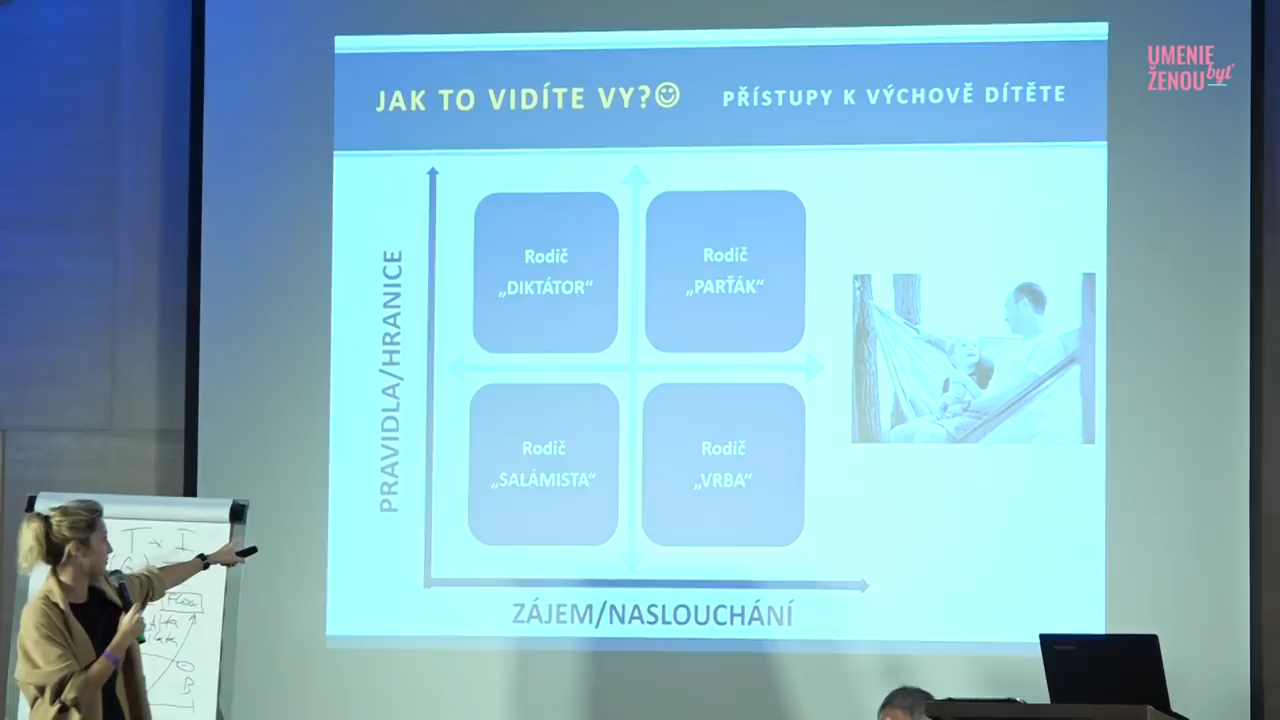 JAK TO VIDÍTE VY?☺ PŘÍSTUPY K VÝCHOVĚ DÍTĚTE
UMENIE
byť
ŽENOU
PRAVIDLA/HRANICE
Rodič
„DIKTÁTOR“
Rodič
„PARŤÁK“
Rodič
„SALÁMISTA“
Rodič
„VRBA“
ZÁJEM/NASLOUCHÁNÍ
T x I
Flow
B